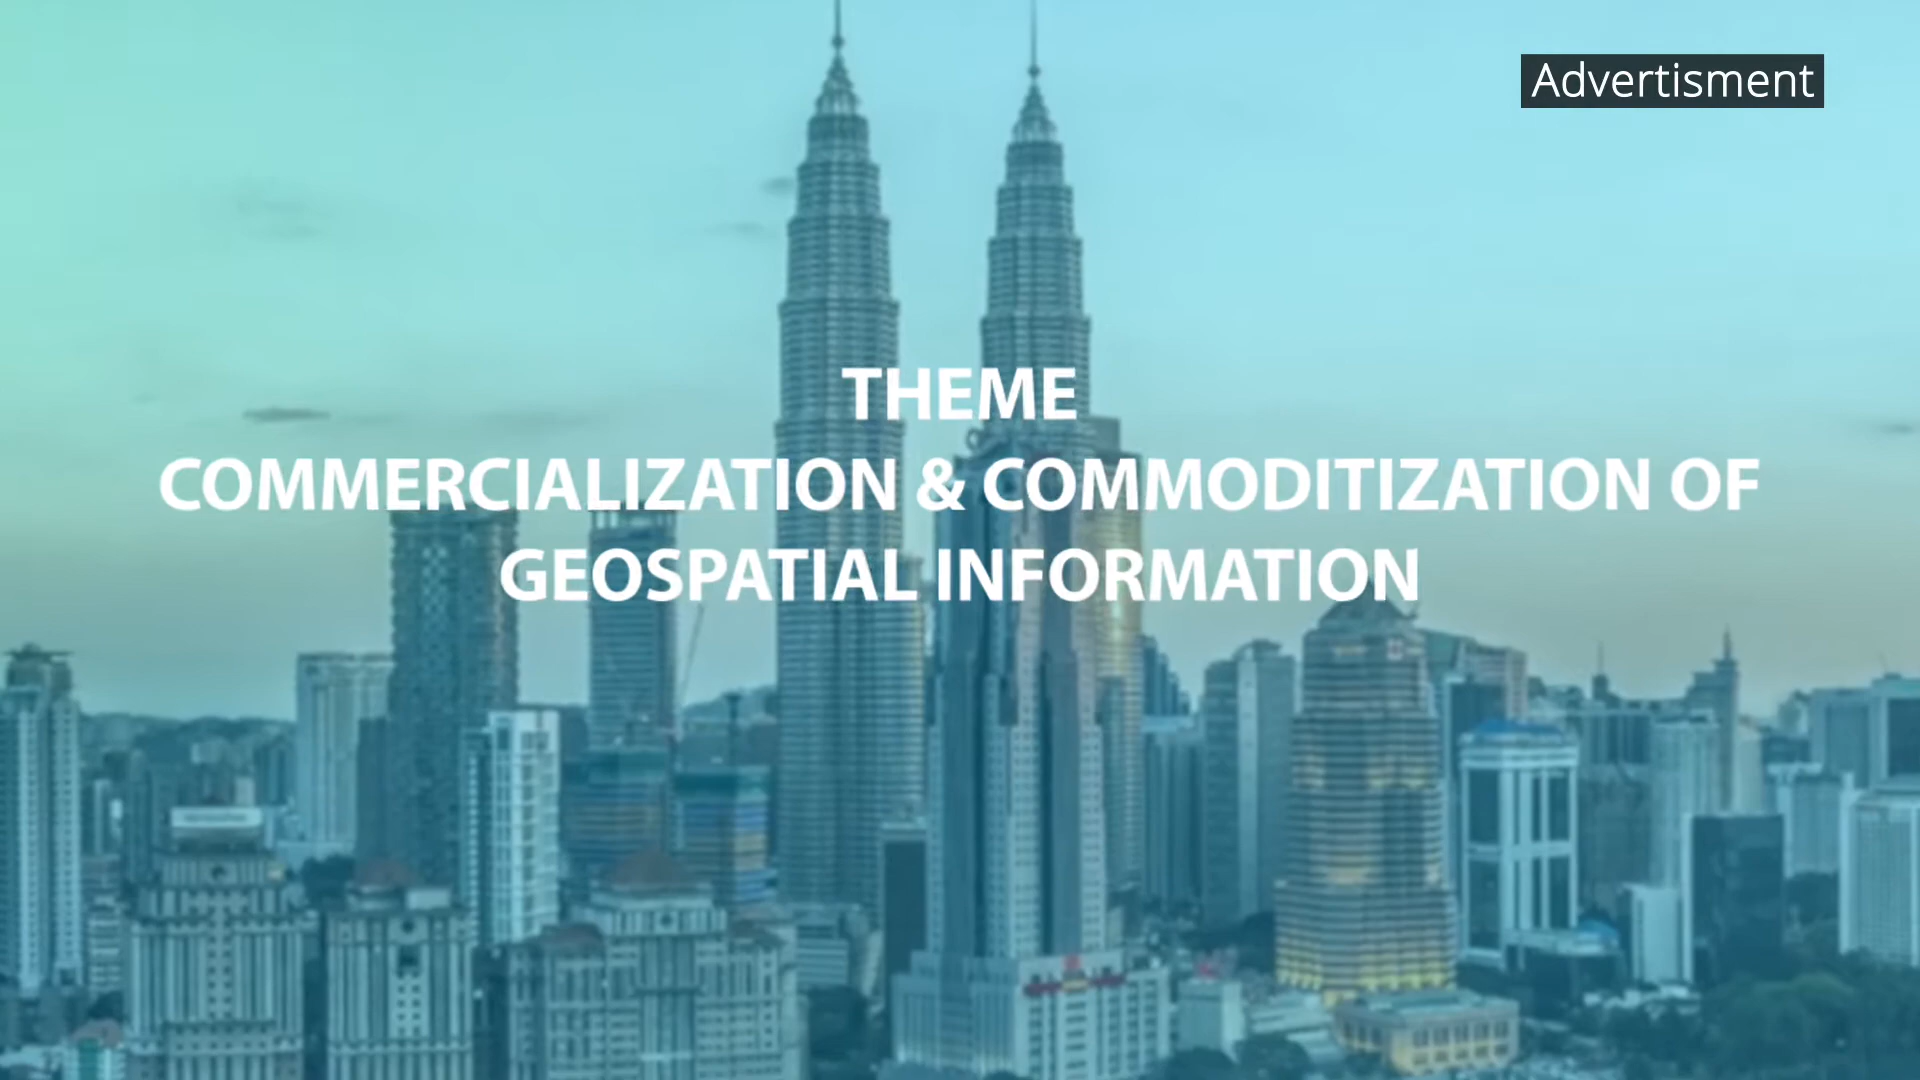 Advertisment
THEME
COMMERCIALIZATION & COMMODITIZATION OF
GEOSPATIAL INFORMATION